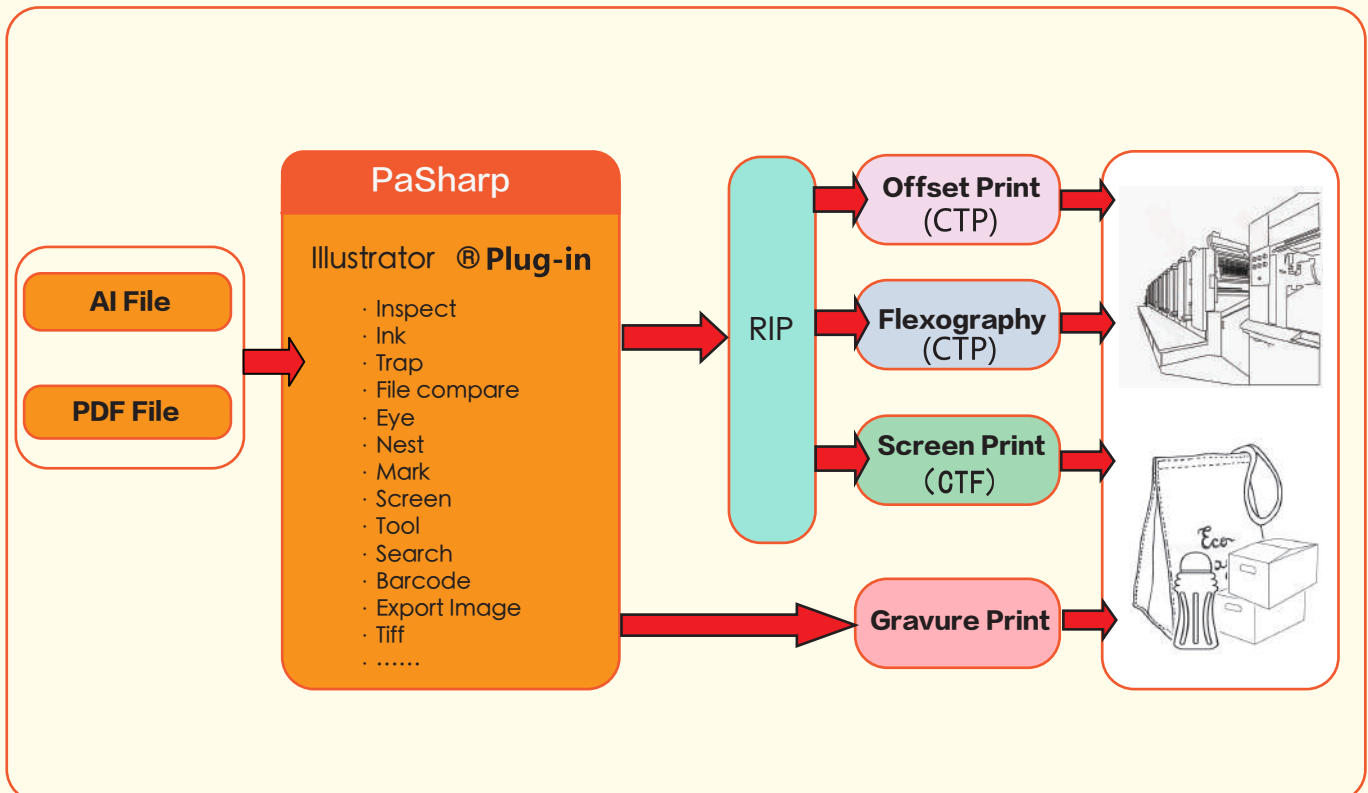 AI File
PDF File
PaSharp
Illustrator ® Plug-in
· Inspect
· Ink
· Trap
· File compare
· Eye
· Nest
· Mark
· Screen
· Tool
· Search
· Barcode
· Export Image
· Tiff
· ······
RIP
Offset Print
(CTP)
Flexography
(CTP)
Screen Print
(CTF)
Gravure Print
Eco